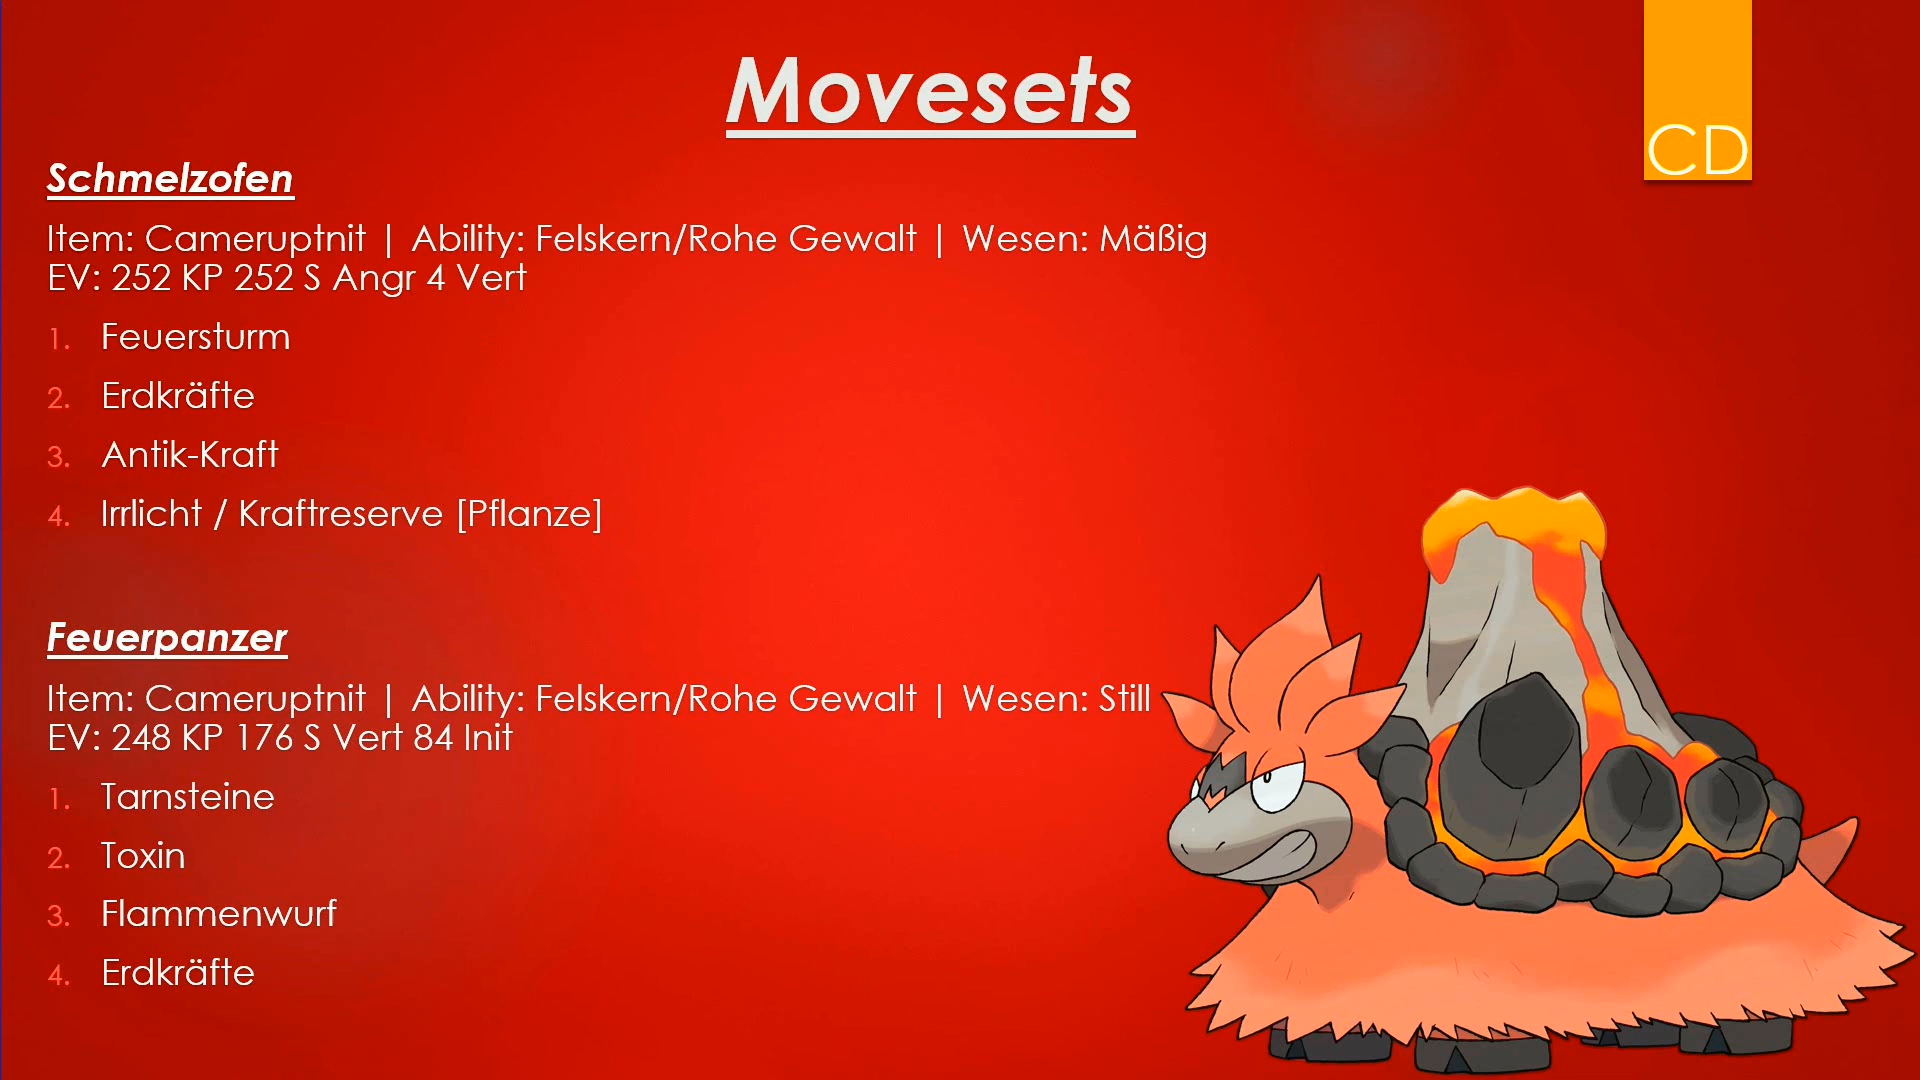 Movesets
CD
Schmelzofen
Item: Cameruptnit | Ability: Felskern/Rohe Gewalt | Wesen: Mäßig
EV: 252 KP 252 S Angr 4 Vert
1. Feuersturm
2. Erdkräfte
3. Antik-Kraft
4. Irrlicht / Kraftreserve [Pflanze]
Feuerpanzer
Item: Cameruptnit | Ability: Felskern/Rohe Gewalt | Wesen: Still
EV: 248 KP 176 S Vert 84 Init
1. Tarnsteine
2. Toxin
3. Flammenwurf
4. Erdkräfte